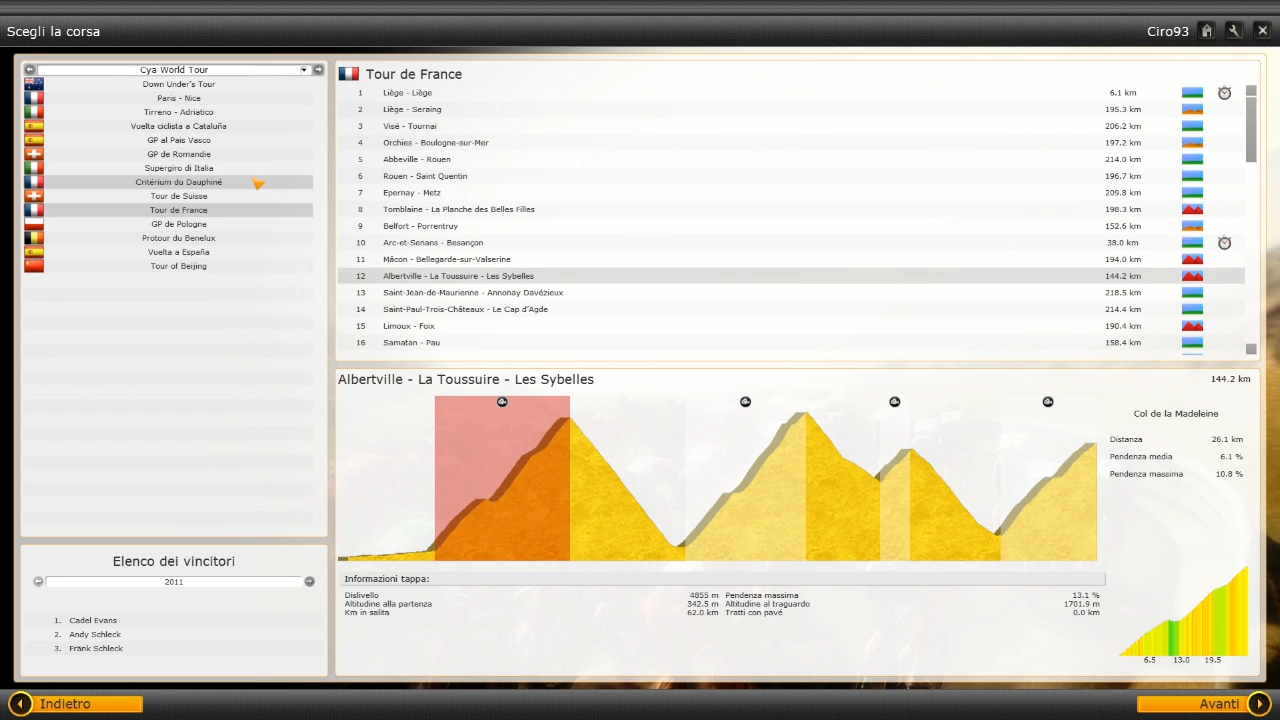 Scegli la corsa
Ciro93
Cya World Tour
Down Under's Tour
Paris - Nice
Tirreno - Adriatico
Vuelta ciclista a Cataluña
GP al Pais Vasco
GP de Romandie
Supergiro di Italia
Critérium du Dauphiné
Tour de Suisse
Tour de France
GP de Pologne
Protour du Benelux
Vuelta a España
Tour of Beijing
Elenco dei vincitori
2011
1. Cadel Evans
2. Andy Schleck
3. Fränk Schleck
Tour de France
1 Liège - Liège 6.1 km
2 Liège - Seraing 195.3 km
3 Visé - Tournai 206.2 km
4 Orchies - Boulogne-sur-Mer 197.2 km
5 Abbeville - Rouen 214.0 km
6 Rouen - Saint Quentin 196.7 km
7 Epernay - Metz 209.8 km
8 Tomblaine - La Planche des Belles Filles 198.3 km
9 Belfort - Porrentruy 152.6 km
10 Arc-et-Senans - Besançon 38.0 km
11 Mâcon - Bellegarde-sur-Valserine 194.0 km
12 Albertville - La Toussuire - Les Sybelles 144.2 km
13 Saint-Jean-de-Maurienne - Annonay Davézieux 218.5 km
14 Saint-Paul-Trois-Châteaux - Le Cap d'Agde 214.4 km
15 Limoux - Foix 190.4 km
16 Samatan - Pau 158.4 km
Albertville - La Toussuire - Les Sybelles 144.2 km
Col de la Madeleine
Distanza 26.1 km
Pendenza media 6.1 %
Pendenza massima 10.8 %
Informazioni tappa:
Dislivello 4855 m Pendenza massima 13.1 %
Altitudine alla partenza 342.5 m Altitudine al traguardo 1701.9 m
Km in salita 62.0 km Tratti con pavé 0.0 km
6.5 13.0 19.5
Indietro
Avanti